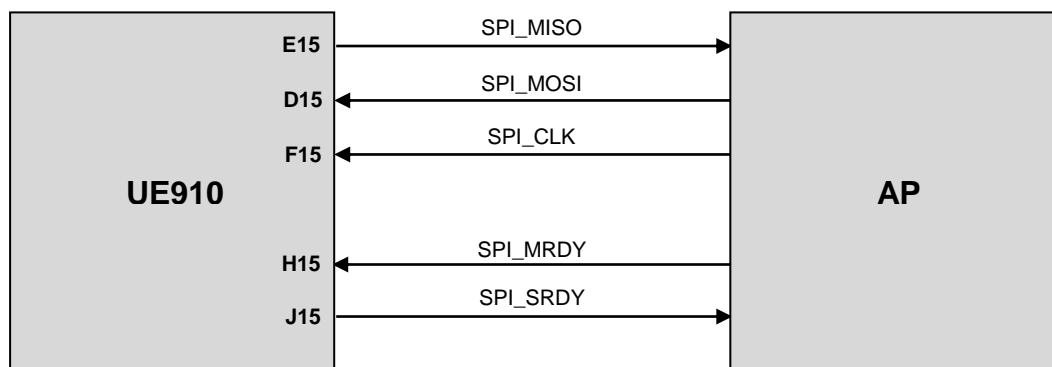 SPI_MISO
E15
SPI_MOSI
D15
SPI_CLK
F15
UE910
AP
SPI_MRDY
H15
SPI_SRDY
J15